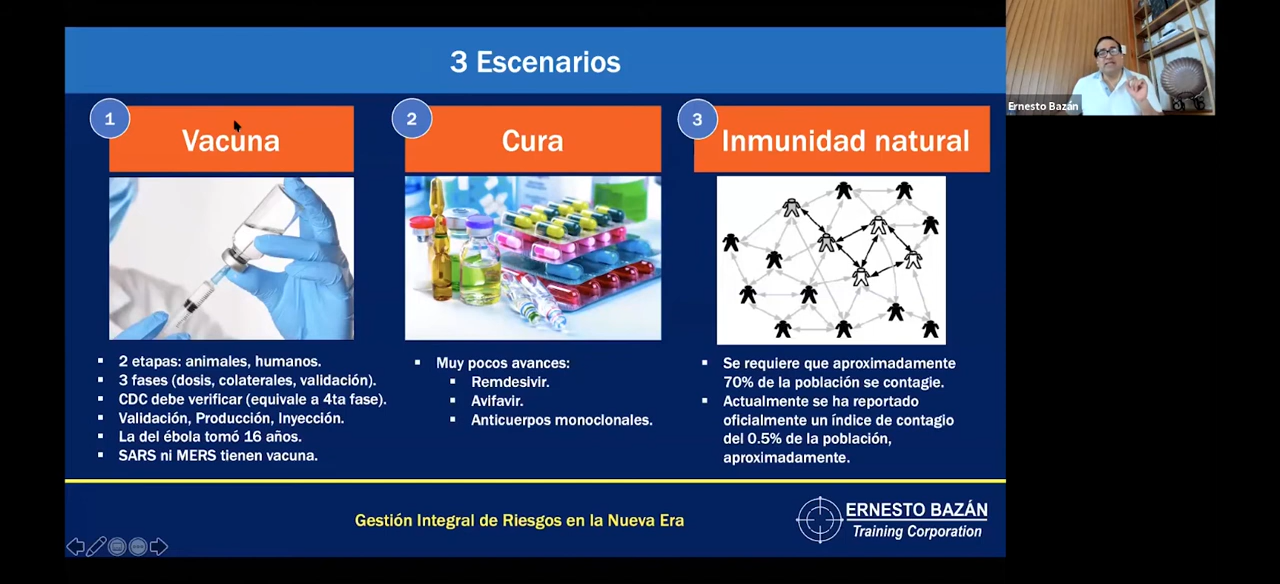 3 Escenarios
1
Vacuna
2 etapas: animales, humanos.
3 fases (dosis, colaterales, validación).
CDC debe verificar (equivale a 4ta fase).
Validación, Producción, Inyección.
La del ébola tomó 16 años.
SARS ni MERS tienen vacuna.
2
Cura
Muy pocos avances:
Remdesivir.
Avifavir.
Anticuerpos monoclonales.
3
Inmunidad natural
Se requiere que aproximadamente
70% de la población se contagie.
Actualmente se ha reportado
oficialmente un índice de contagio
del 0.5% de la población,
aproximadamente.
Gestión Integral de Riesgos en la Nueva Era
ERNESTO BAZÁN
Training Corporation
Ernesto Bazán